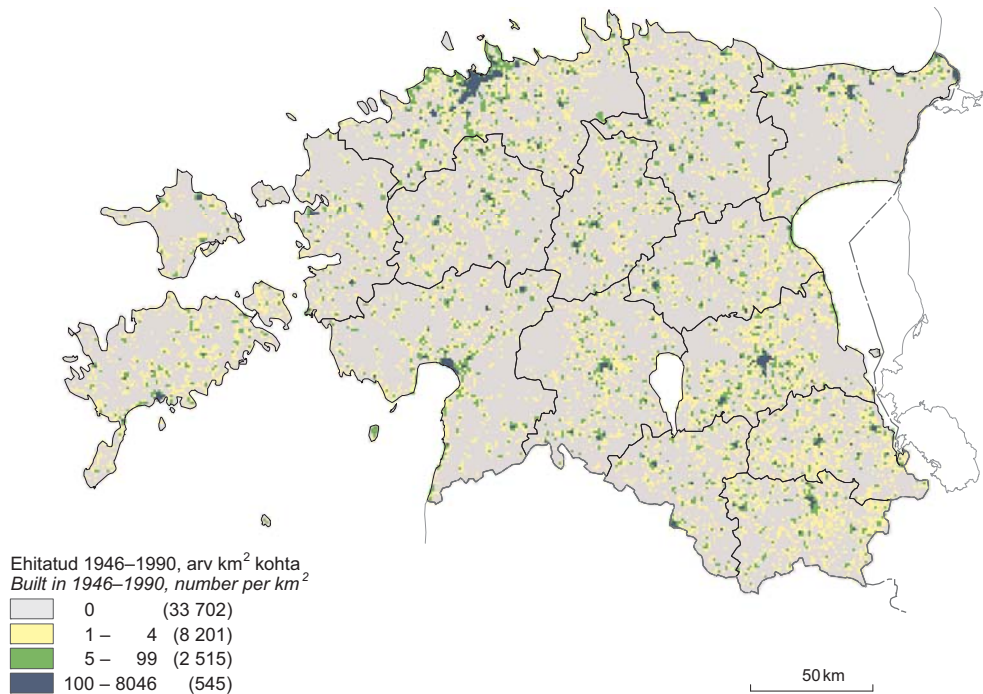 Ehitatud 1946–1990, arv km² kohta
Built in 1946–1990, number per km²
0 (33 702)
1 – 4 (8 201)
5 – 99 (2 515)
100 – 8046 (545)
50 km